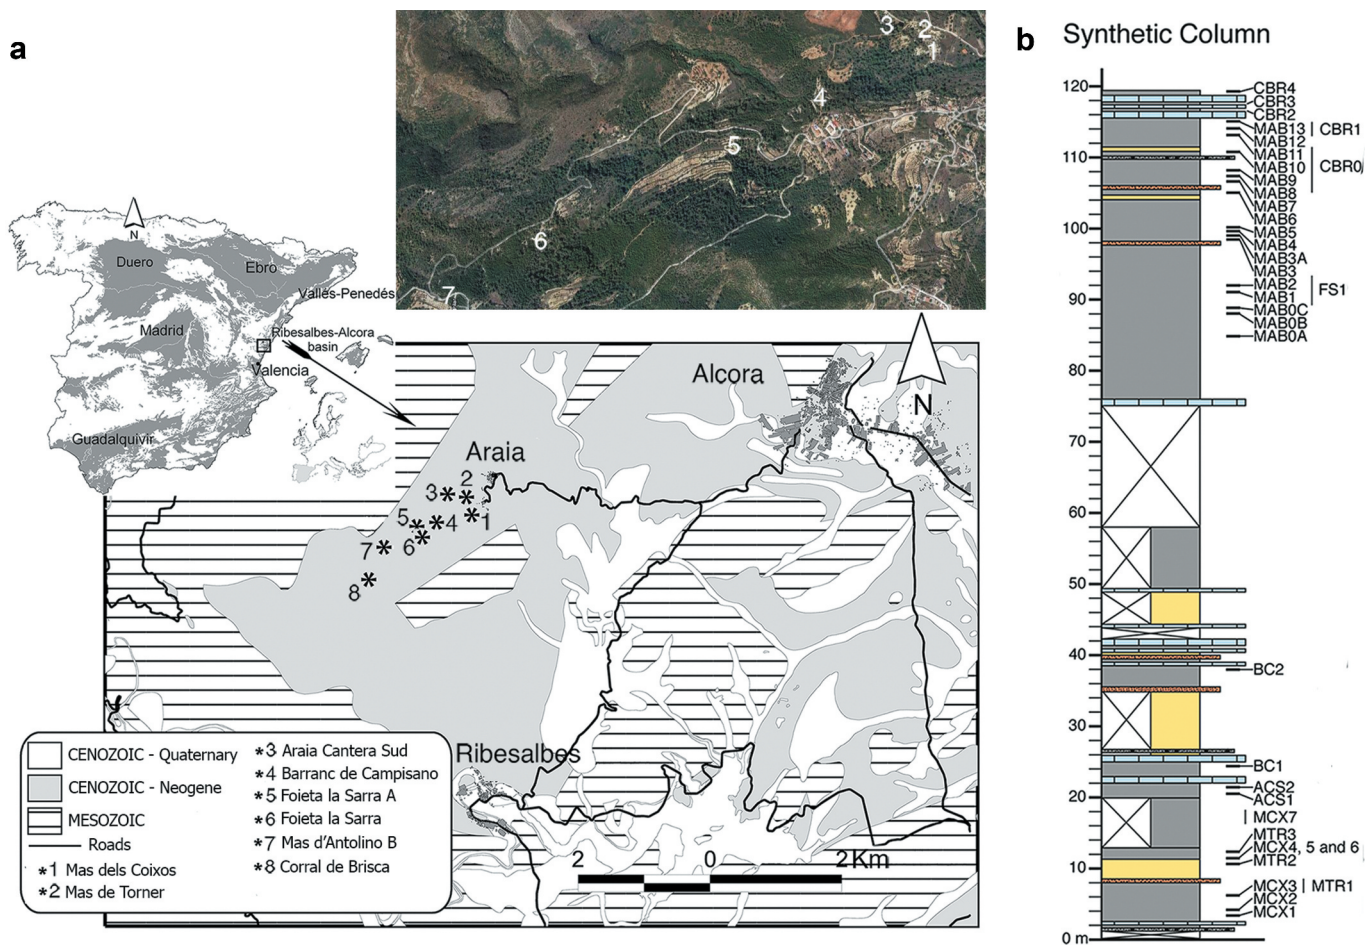 a
3 2
1
4
5
6
7
N
Duero
Ebro
Vallès-Penedés
Madrid
Ribesalbes-Alcora
basin
Valencia
Guadalquivir
Alcora
N
Araia
3 2
5 4 1
6
7
8
Ribesalbes
CENOZOIC - Quaternary
CENOZOIC - Neogene
MESOZOIC
Roads
*1 Mas dels Coixos
*2 Mas de Torner
*3 Araia Cantera Sud
*4 Barranc de Campisano
*5 Foieta la Sarra A
*6 Foieta la Sarra
*7 Mas d'Antolino B
*8 Corral de Brisca
2 0 2Km
b
Synthetic Column
120
110
100
90
80
70
60
50
40
30
20
10
0 m
CBR4
CBR3
CBR2
MAB13 | CBR1
MAB12
MAB11
MAB10 CBR0
MAB9
MAB8
MAB7
MAB6
MAB5
MAB4
MAB3A
MAB3
MAB2 | FS1
MAB1
MAB0C
MAB0B
MAB0A
BC2
BC1
ACS2
ACS1
MCX7
MTR3
MCX4, 5 and 6
MTR2
MCX3 | MTR1
MCX2
MCX1